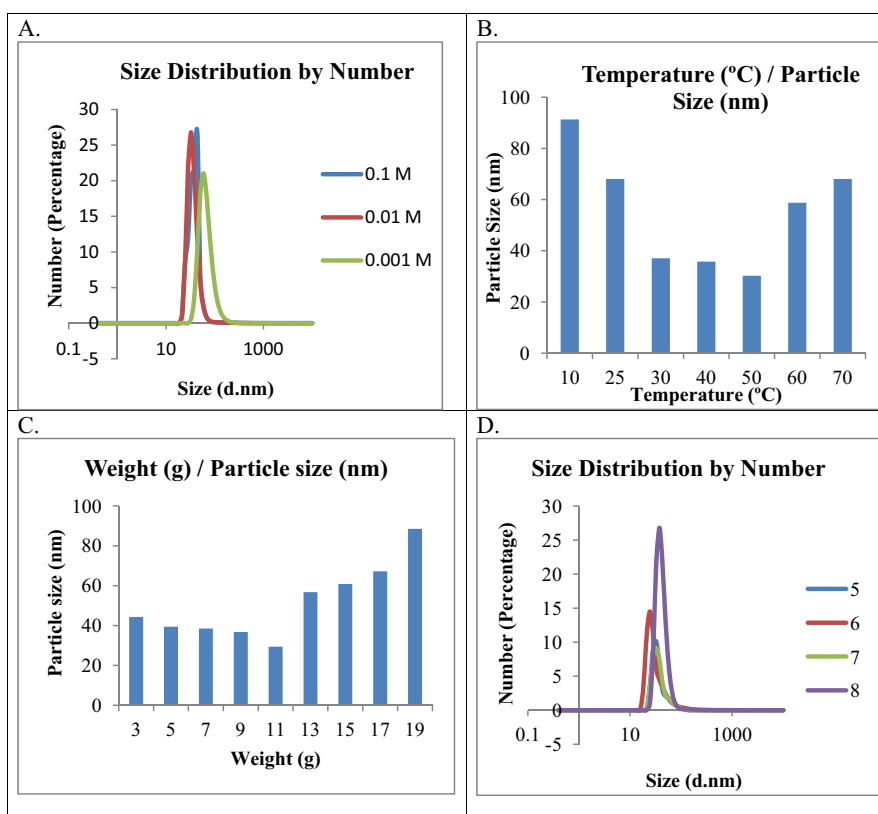 A.
Size Distribution by Number
30
25
20
15
10
5
0
-5
0.1 10 1000
Number (Percentage)
Size (d.nm)
0.1 M
0.01 M
0.001 M
B.
Temperature (ºC) / Particle
Size (nm)
100
80
60
40
20
0
Particle Size (nm)
10 25 30 40 50 60 70
Temperature (ºC)
C.
Weight (g) / Particle size (nm)
100
80
60
40
20
0
Particle size (nm)
3 5 7 9 11 13 15 17 19
Weight (g)
D.
Size Distribution by Number
30
25
20
15
10
5
0
-5
0.1 10 1000
Number (Percentage)
Size (d.nm)
5
6
7
8